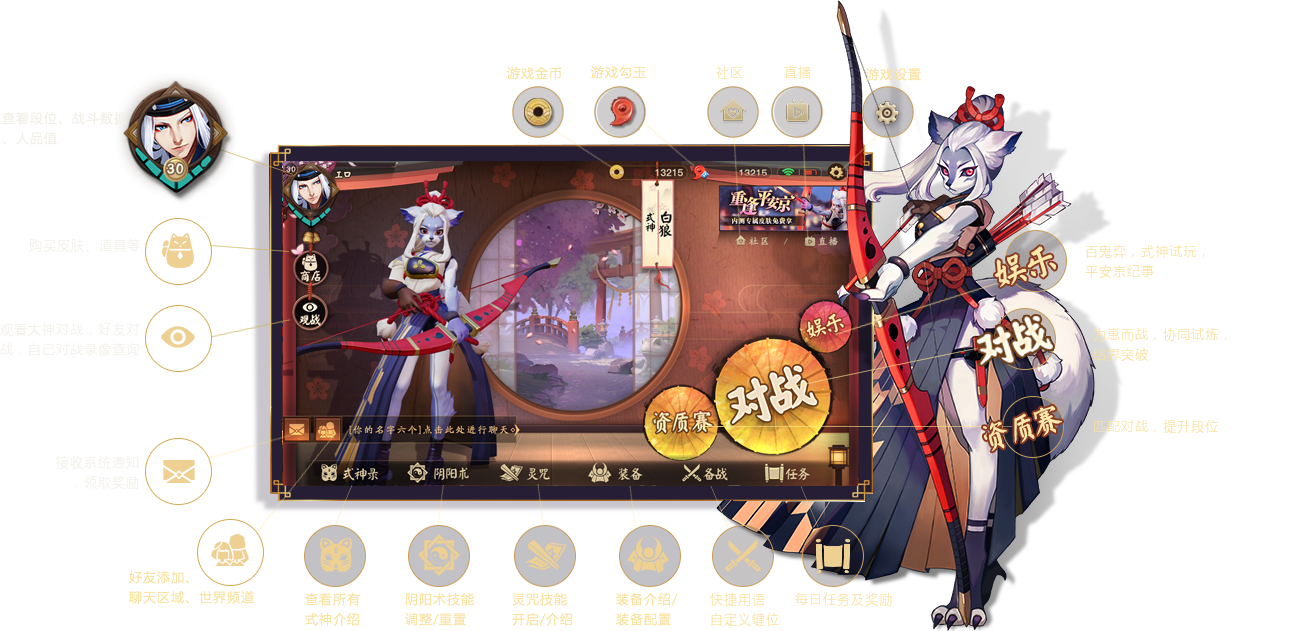 游戏金币
游戏勾玉
社区
直播
游戏设置
查看段位、战斗数据
、人品值
30
30
13215
13215
重逢平安京
内测专属皮肤免费拿
社区 / 直播
式神
白狼
购买皮肤、道具等
商店
观战
观看大神对战，好友对
战，自己对战录像查询
娱乐
对战
资质赛
娱乐
百鬼弈，式神试玩，
平安京纪事
对战
协同试炼，
突破
资质赛
匹配对战，提升段位
[你的名字六个]点击此处进行聊天
接收系统通知
，领取奖励
式神录
阴阳术
灵咒
装备
备战
任务
好友添加、
聊天区域、世界频道
查看所有
式神介绍
阴阳术技能
调整/重置
灵咒技能
开启/介绍
装备介绍/
装备配置
快捷用语
自定义键位
每日任务及奖励